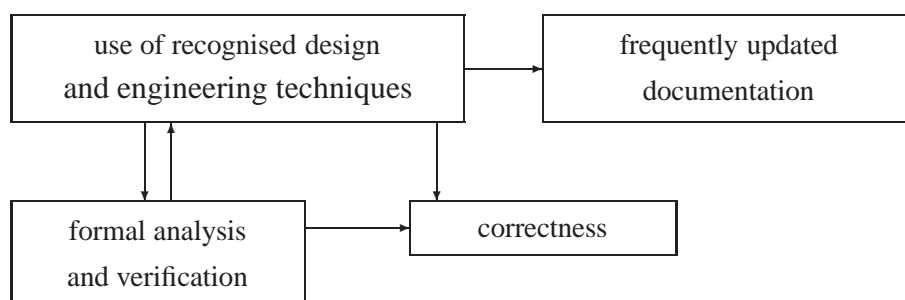 use of recognised design
and engineering techniques
frequently updated
documentation
formal analysis
and verification
correctness